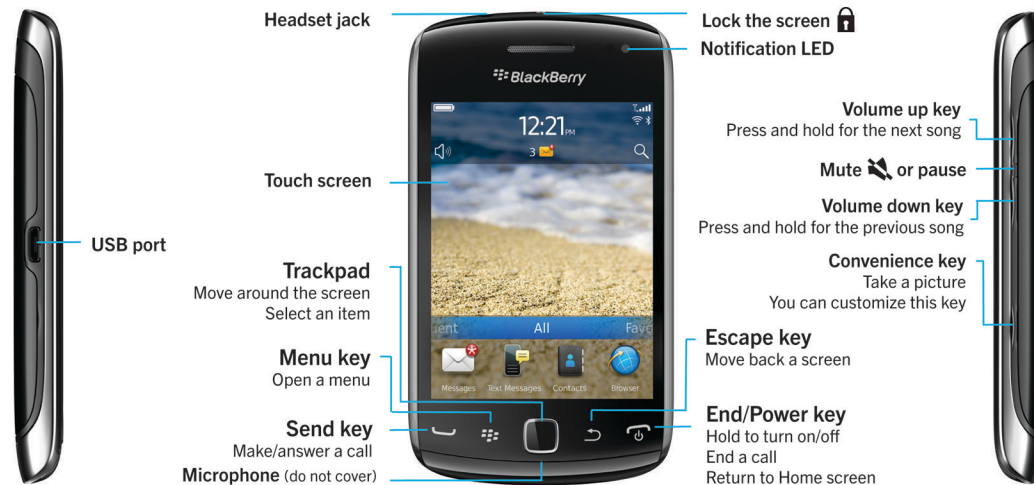 Headset jack
Lock the screen
Notification LED
BlackBerry
12:21 PM
3
Volume up key
Press and hold for the next song
Mute or pause
Touch screen
Volume down key
Press and hold for the previous song
USB port
Trackpad
Move around the screen
Select an item
Convenience key
Take a picture
You can customize this key
ent All Favo
Menu key
Open a menu
Escape key
Move back a screen
Messages Text Messages Contacts Browser
Send key
Make/answer a call
Microphone (do not cover)
End/Power key
Hold to turn on/off
End a call
Return to Home screen